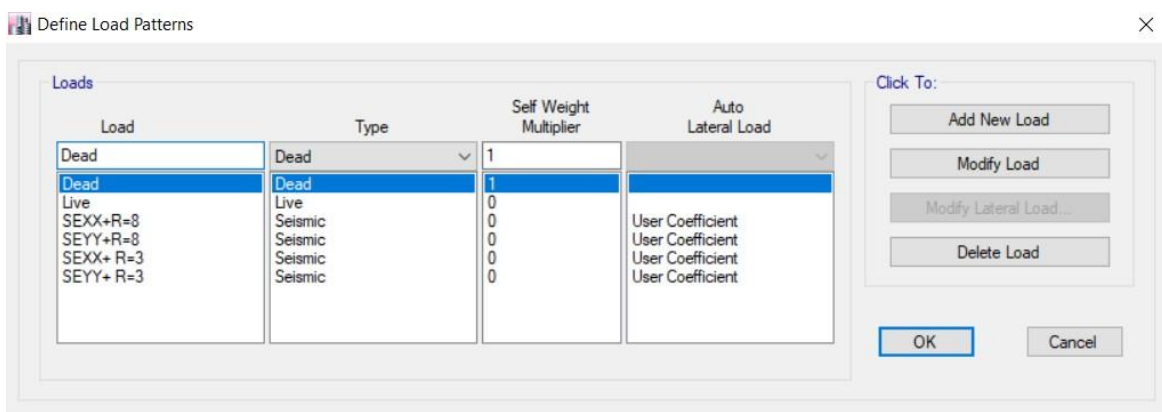 Define Load Patterns
Loads
Click To:
Load Type Self Weight Multiplier Auto Lateral Load
Dead Dead 1
Dead Dead 1
Live Live 0
SEXX+R=8 Seismic 0 User Coefficient
SEYY+R=8 Seismic 0 User Coefficient
SEXX+ R=3 Seismic 0 User Coefficient
SEYY+ R=3 Seismic 0 User Coefficient
Add New Load
Modify Load
Modify Lateral Load...
Delete Load
OK Cancel